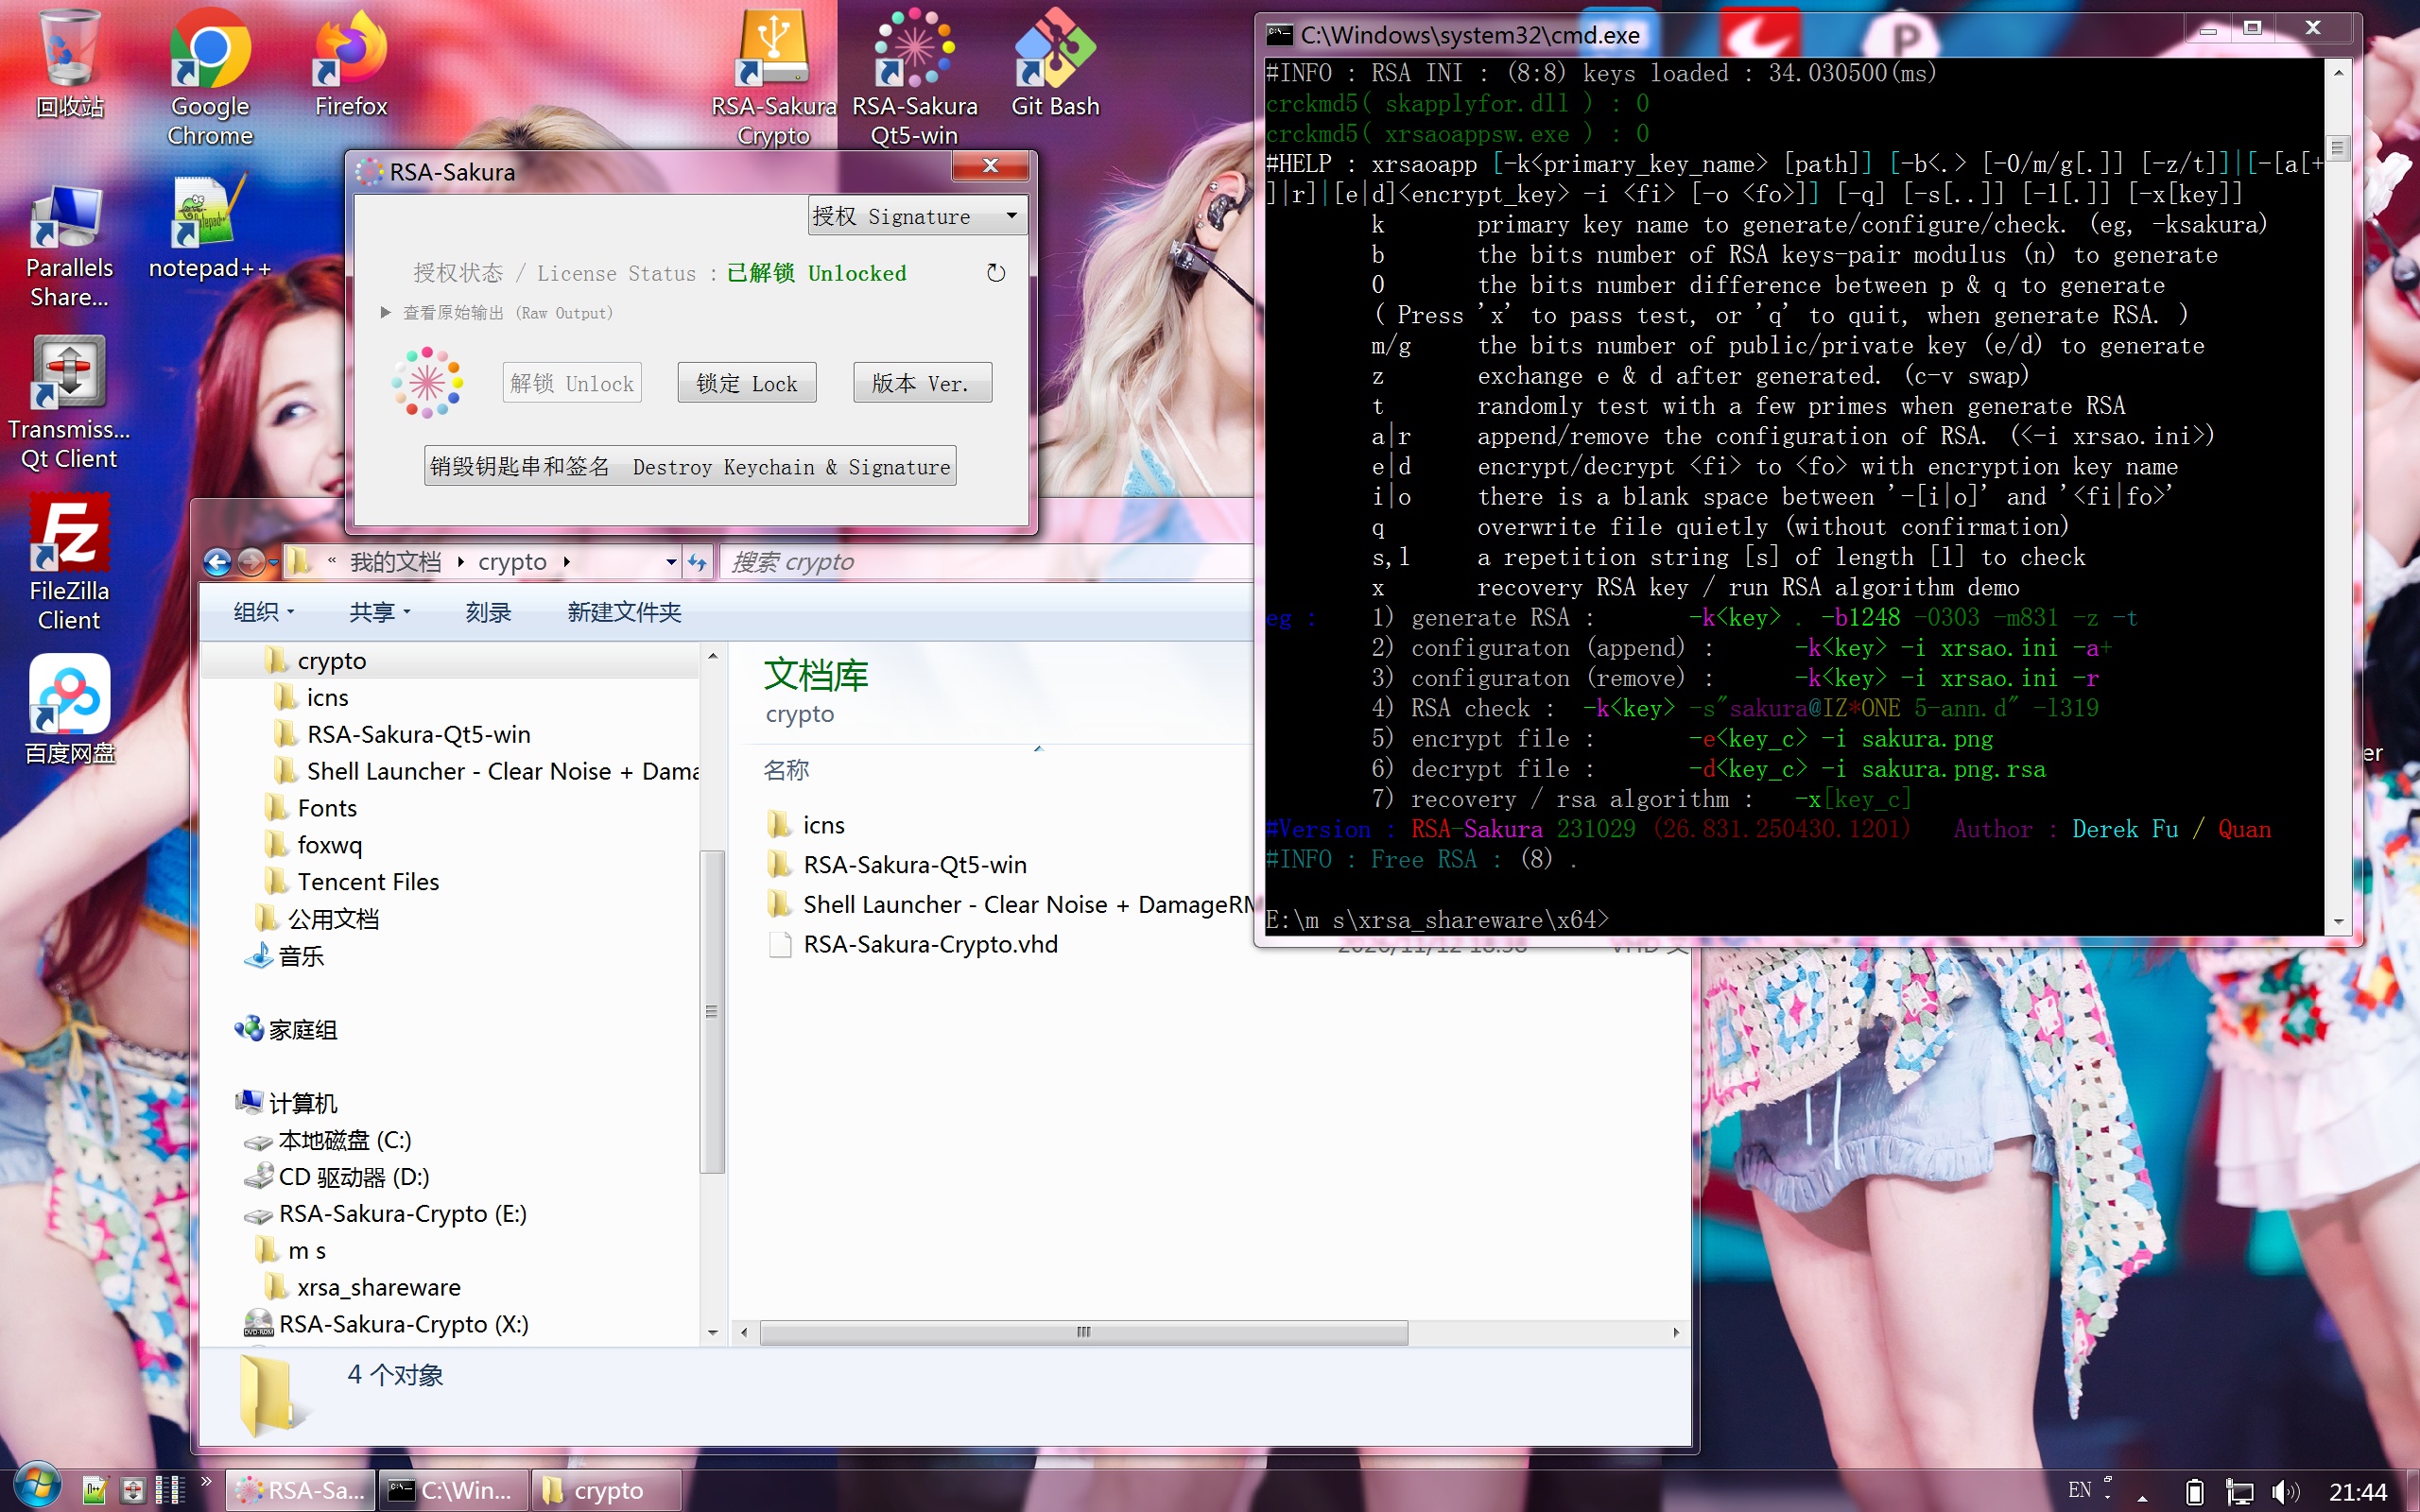 回收站
Google
Chrome
Firefox
RSA-Sakura
Crypto
RSA-Sakura
Qt5-win
Git Bash
Parallels
Share...
notepad++
Transmiss...
Qt Client
FileZilla
Client
百度网盘
RSA-Sakura
授权 Signature
授权状态 / License Status : 已解锁 Unlocked
查看原始输出 (Raw Output)
解锁 Unlock
锁定 Lock
版本 Ver.
销毁钥匙串和签名 Destroy Keychain & Signature
« 我的文档 crypto
搜索 crypto
组织 共享 刻录 新建文件夹
crypto
icns
RSA-Sakura-Qt5-win
Shell Launcher - Clear Noise + Dama
Fonts
foxwq
Tencent Files
公用文档
音乐
家庭组
计算机
本地磁盘 (C:)
CD 驱动器 (D:)
RSA-Sakura-Crypto (E:)
m s
xrsa_shareware
RSA-Sakura-Crypto (X:)
文档库
crypto
名称
icns
RSA-Sakura-Qt5-win
Shell Launcher - Clear Noise + DamageRM
RSA-Sakura-Crypto.vhd
4 个对象
C:\Windows\system32\cmd.exe
#INFO : RSA INI : (8:8) keys loaded : 34.030500(ms)
crckmd5( skapplyfor.dll ) : 0
crckmd5( xrsaoappsw.exe ) : 0
#HELP : xrsaoapp [-k<primary_key_name> [path]] [-b<.> [-0/m/g[.]] [-z/t]]|[-[a[+
]|r]|[e|d]<encrypt_key> -i <fi> [-o <fo>]] [-q] [-s[..]] [-l[.]] [-x[key]]
k primary key name to generate/configure/check. (eg, -ksakura)
b the bits number of RSA keys-pair modulus (n) to generate
0 the bits number difference between p & q to generate
( Press 'x' to pass test, or 'q' to quit, when generate RSA. )
m/g the bits number of public/private key (e/d) to generate
z exchange e & d after generated. (c-v swap)
t randomly test with a few primes when generate RSA
a|r append/remove the configuration of RSA. (<-i xrsao.ini>)
e|d encrypt/decrypt <fi> to <fo> with encryption key name
i|o there is a blank space between '-[i|o]' and '<fi|fo>'
q overwrite file quietly (without confirmation)
s,l a repetition string [s] of length [l] to check
x recovery RSA key / run RSA algorithm demo
eg : 1) generate RSA : -k<key> . -b1248 -0303 -m831 -z -t
2) configuraton (append) : -k<key> -i xrsao.ini -a+
3) configuraton (remove) : -k<key> -i xrsao.ini -r
4) RSA check : -k<key> -s"sakura@IZ*ONE 5-ann.d" -l319
5) encrypt file : -e<key_c> -i sakura.png
6) decrypt file : -d<key_c> -i sakura.png.rsa
7) recovery / rsa algorithm : -x[key_c]
#Version : RSA-Sakura 231029 (26.831.250430.1201) Author : Derek Fu / Quan
#INFO : Free RSA : (8) .
E:\m s\xrsa_shareware\x64>
er
RSA-Sa...
C:\Win...
crypto
EN
21:44